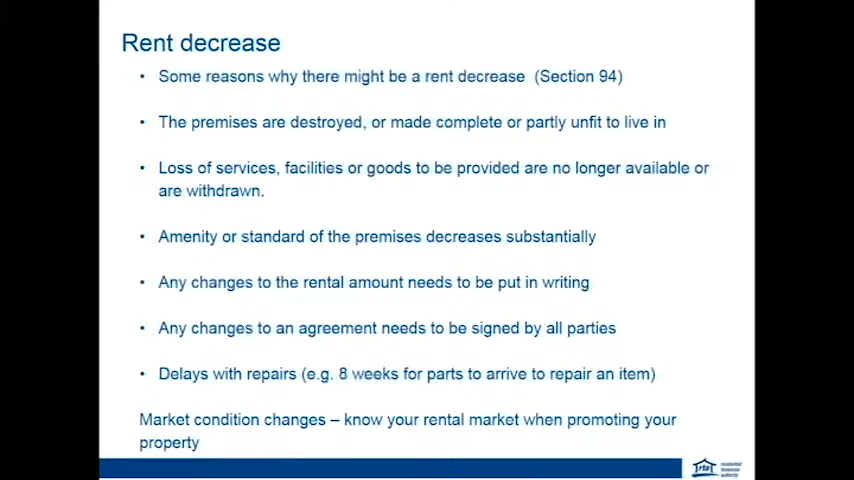 Rent decrease
• Some reasons why there might be a rent decrease (Section 94)
• The premises are destroyed, or made complete or partly unfit to live in
• Loss of services, facilities or goods to be provided are no longer available or
are withdrawn.
• Amenity or standard of the premises decreases substantially
• Any changes to the rental amount needs to be put in writing
• Any changes to an agreement needs to be signed by all parties
• Delays with repairs (e.g. 8 weeks for parts to arrive to repair an item)
Market condition changes – know your rental market when promoting your
property
rta
residential
tenancies
authority